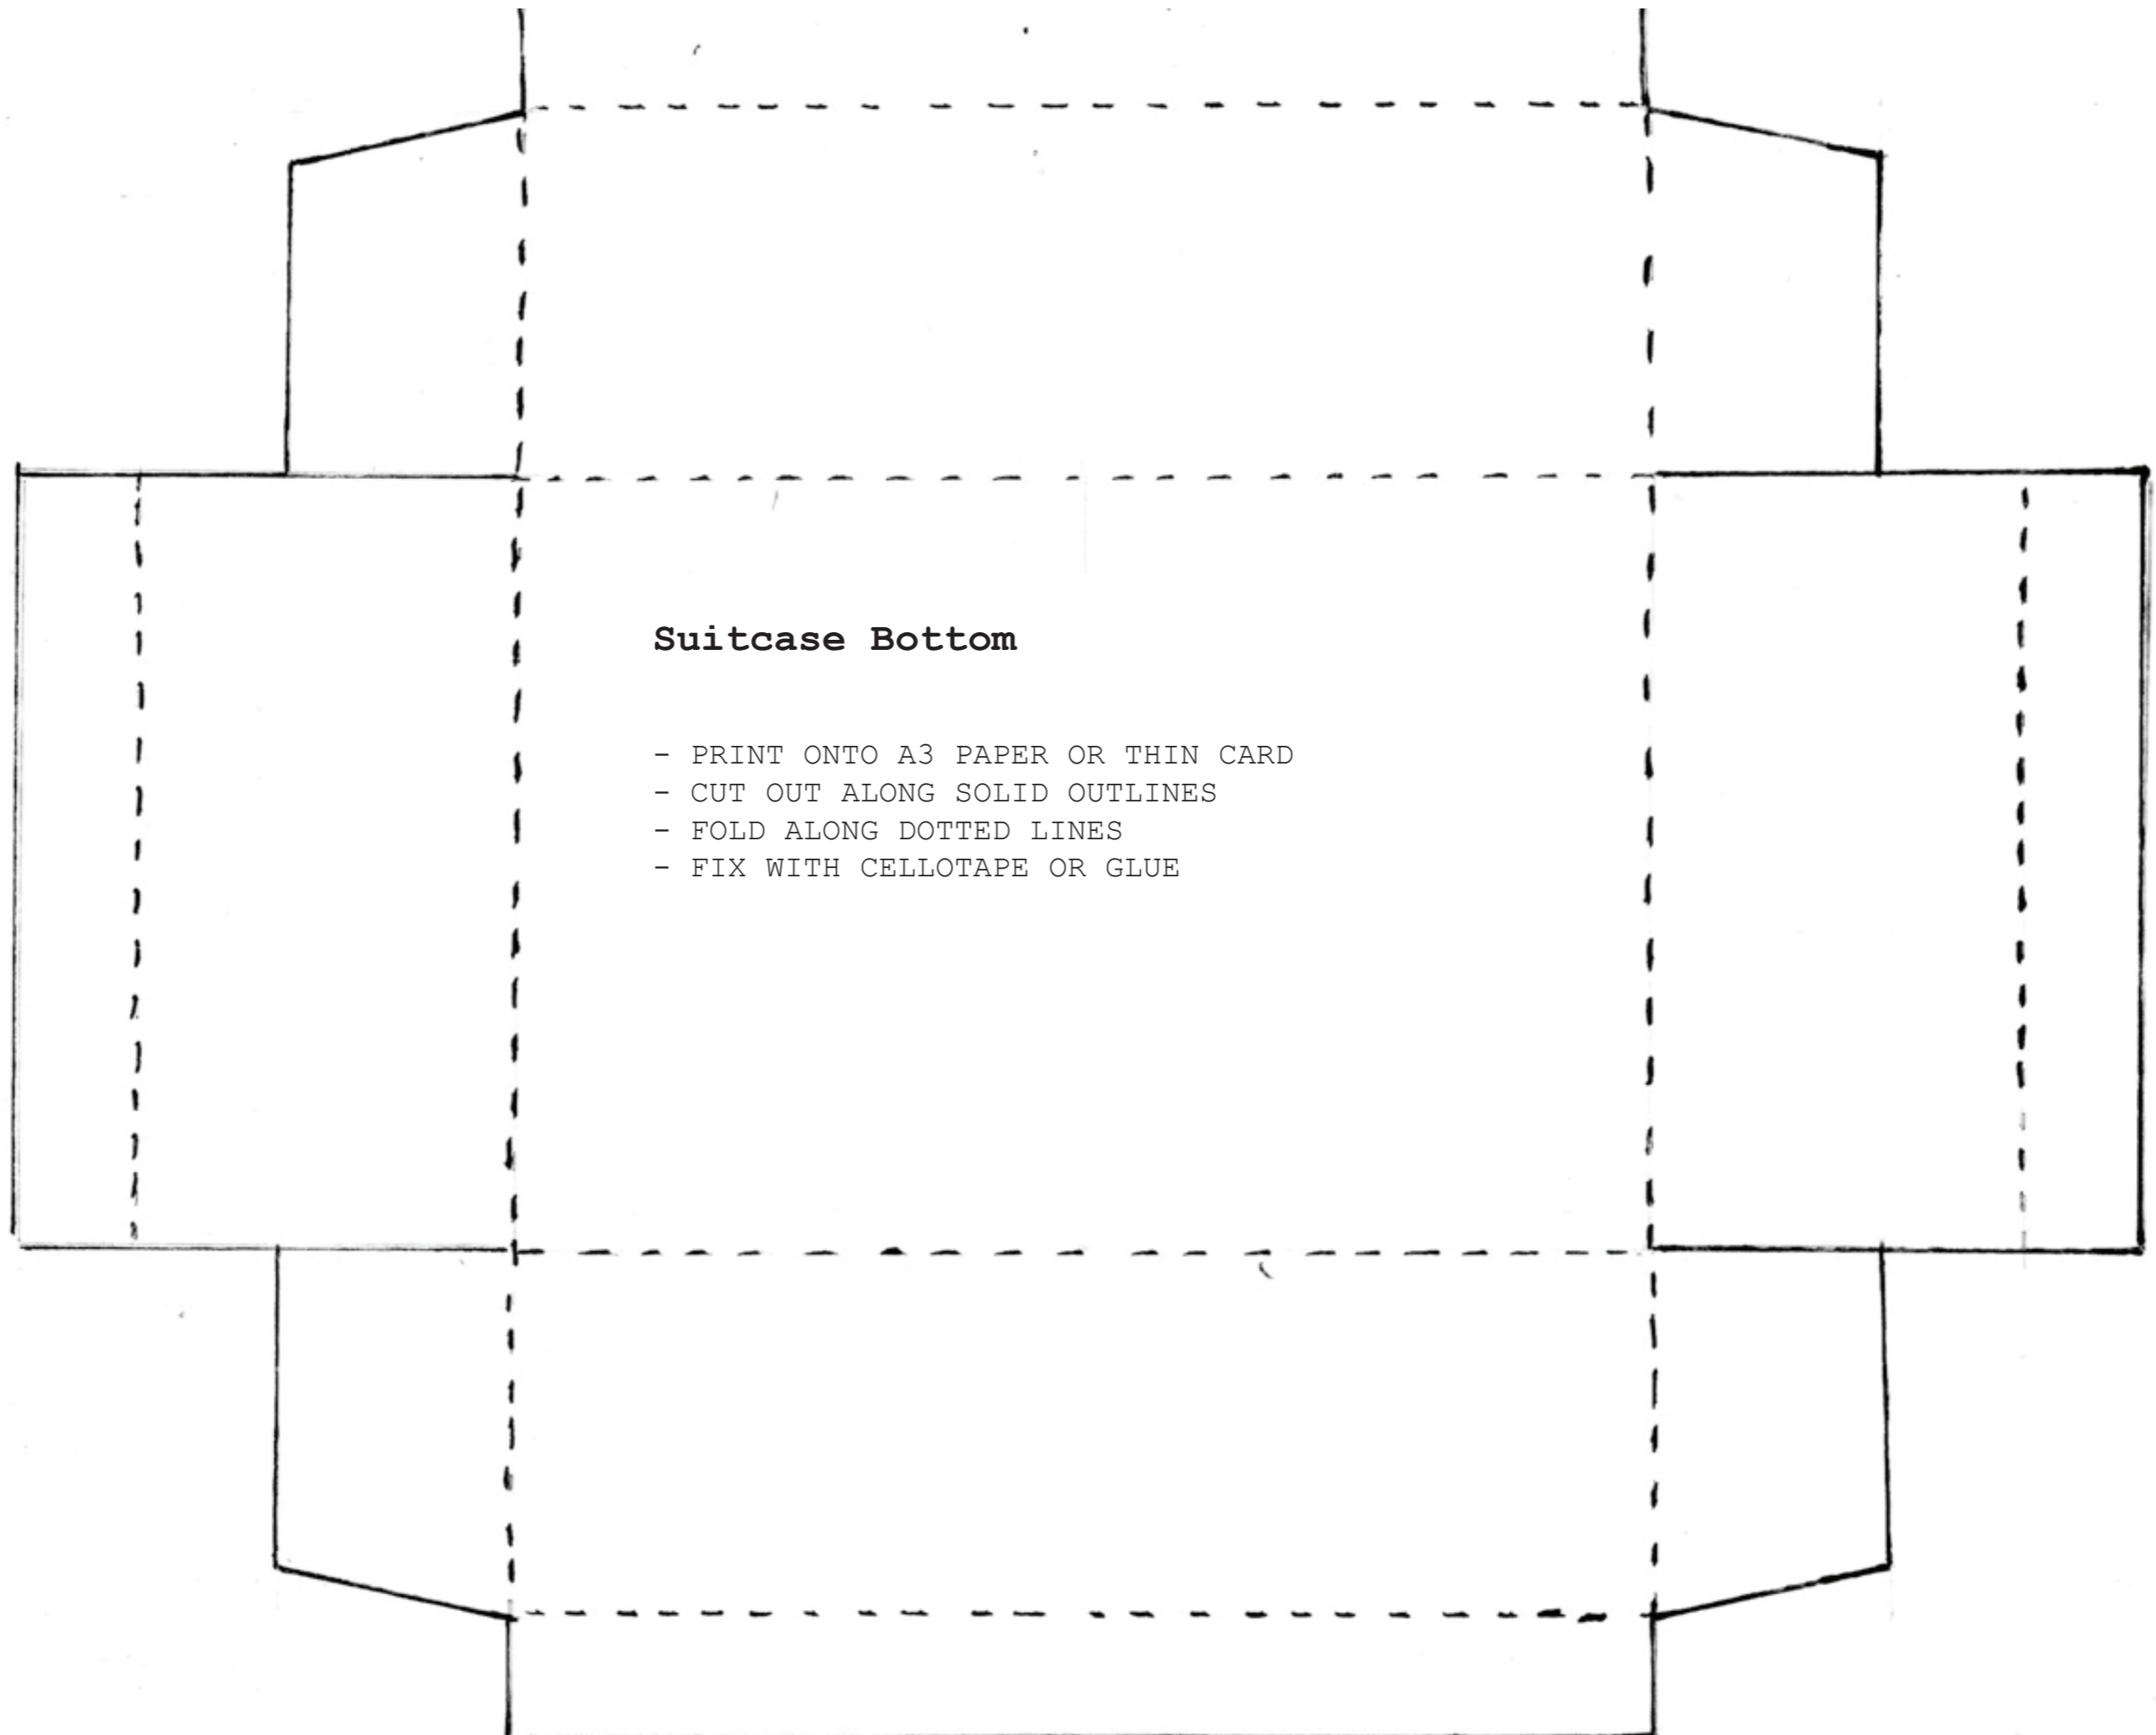 Suitcase Bottom
- PRINT ONTO A3 PAPER OR THIN CARD
- CUT OUT ALONG SOLID OUTLINES
- FOLD ALONG DOTTED LINES
- FIX WITH CELLOTAPE OR GLUE